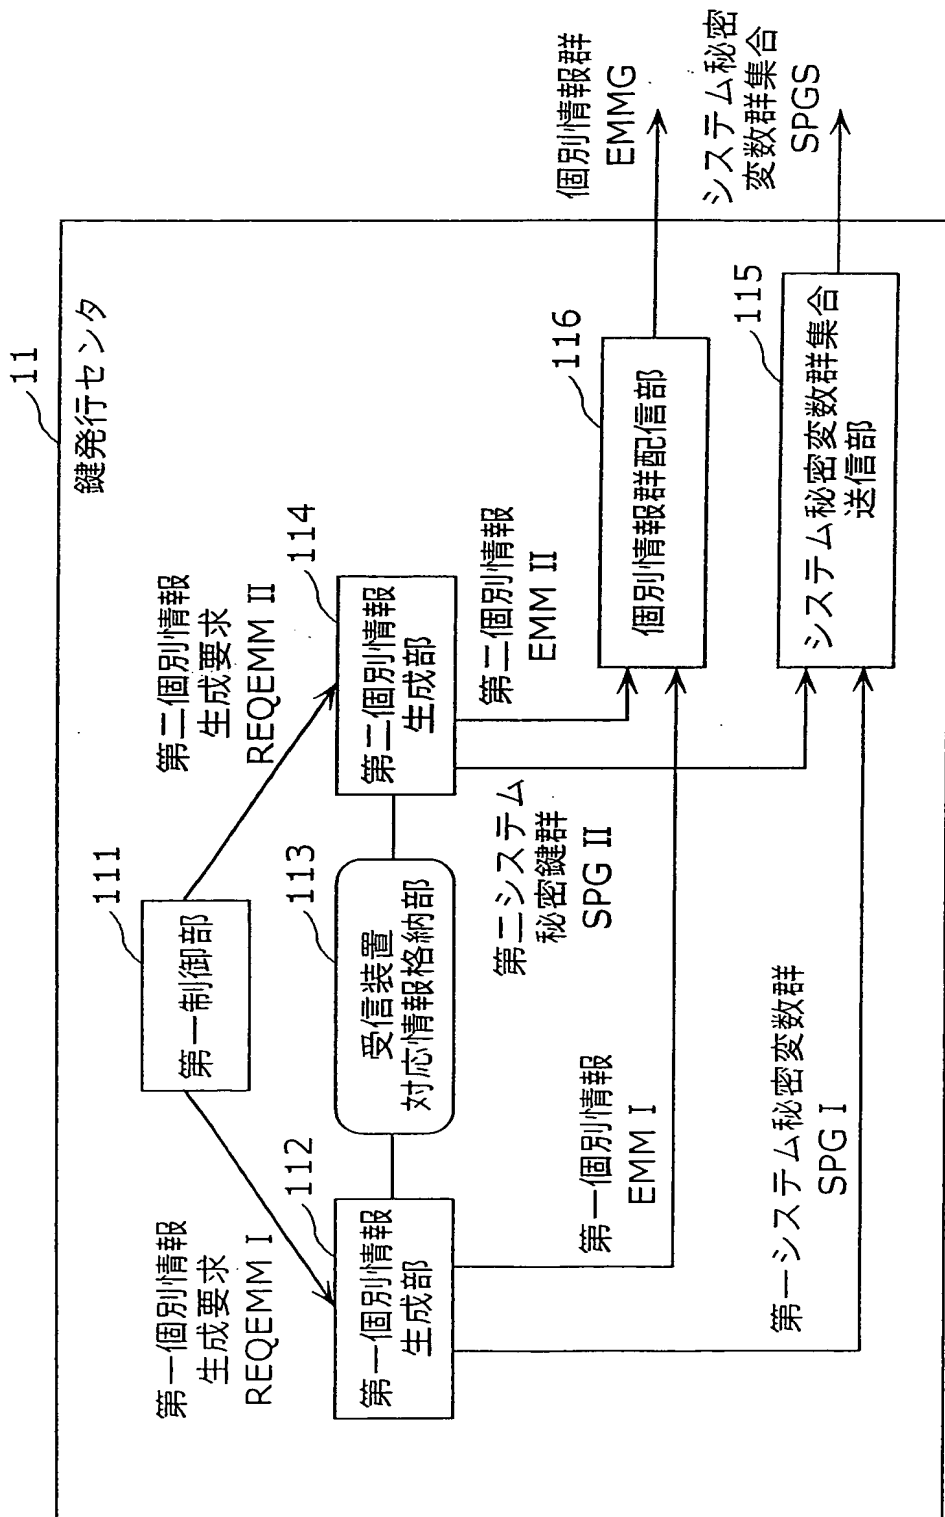 11
鍵発行センタ
第一個別情報
生成要求
REQEMM I
111
第一制御部
第二個別情報
生成要求
REQEMM II
112
第一個別情報
生成部
113
受信装置
対応情報格納部
114
第二個別情報
生成部
第一個別情報
EMM I
第二システム
秘密鍵群
SPG II
第二個別情報
EMM II
116
個別情報群配信部
個別情報群
EMMG
第一システム秘密変数群
SPG I
115
システム秘密変数群集合
送信部
システム秘密
変数群集合
SPGS